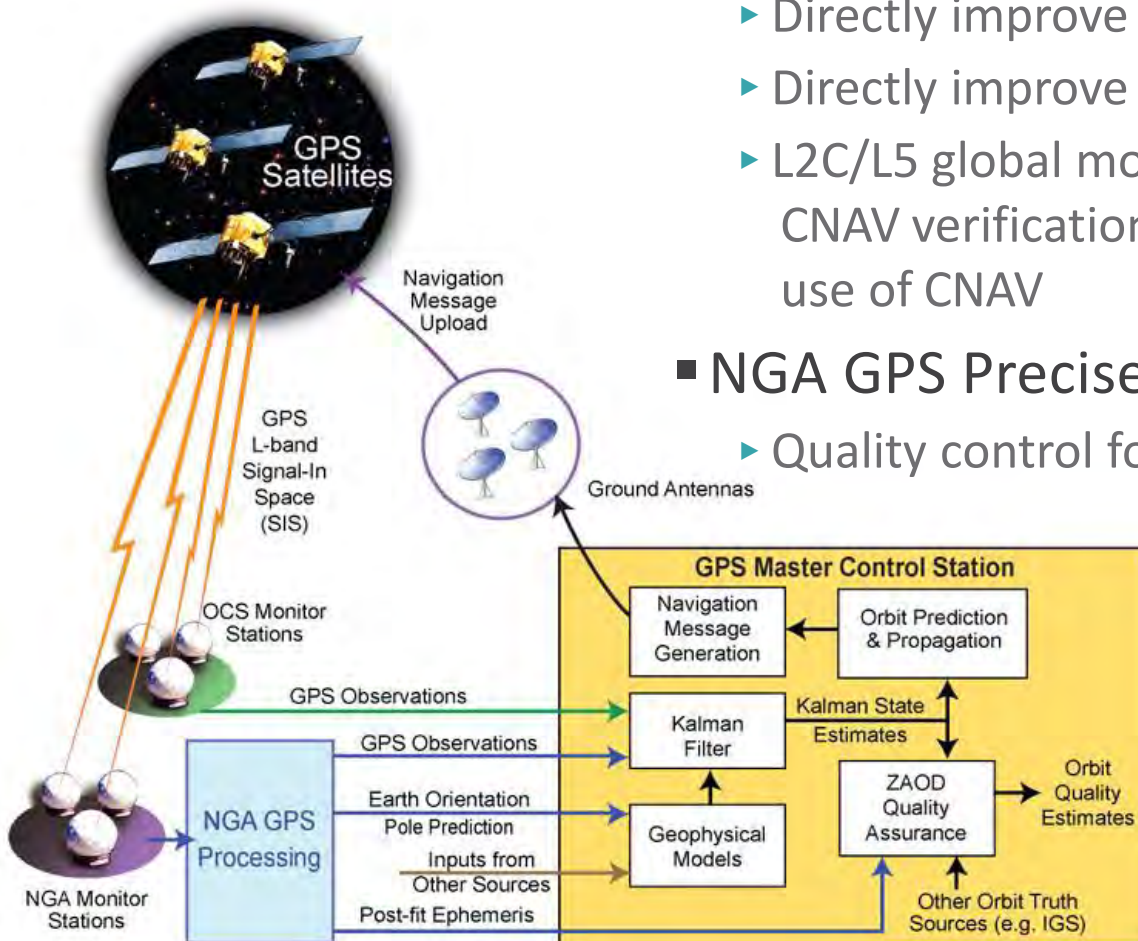 ▸ Directly improve
▸ Directly improve
▸ L2C/L5 global mo
CNAV verification
use of CNAV
▪ NGA GPS Precise
▸ Quality control fo
GPS
Satellites
Navigation
Message
Upload
GPS
L-band
Signal-In
Space
(SIS)
Ground Antennas
OCS Monitor
Stations
GPS Master Control Station
Navigation
Message
Generation
Orbit Prediction
& Propagation
GPS Observations
Kalman
Filter
Kalman State
Estimates
GPS Observations
Earth Orientation
Pole Prediction
NGA GPS
Processing
Geophysical
Models
ZAOD
Quality
Assurance
Orbit
Quality
Estimates
Inputs from
Other Sources
NGA Monitor
Stations
Post-fit Ephemeris
Other Orbit Truth
Sources (e.g. IGS)